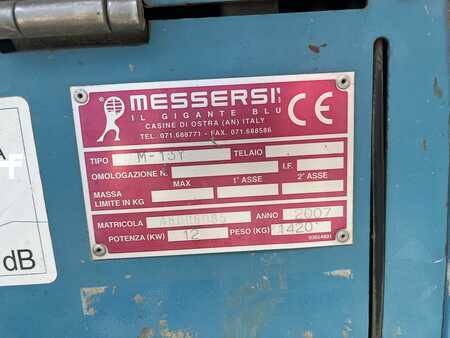 ® MESSERSI:
IL GIGANTE BLU
CASINE DI OSTRA (AN) ITALY
TEL. 071.688771 - FAX. 071.688586
CE
TIPO M-13Y TELAIO
OMOLOGAZIONE N. I.F.
MAX 1° ASSE 2° ASSE
MASSA
LIMITE IN KG
MATRICOLA ANNO 2007
POTENZA (KW) 12 PESO (KG) 1420
A
F
dB